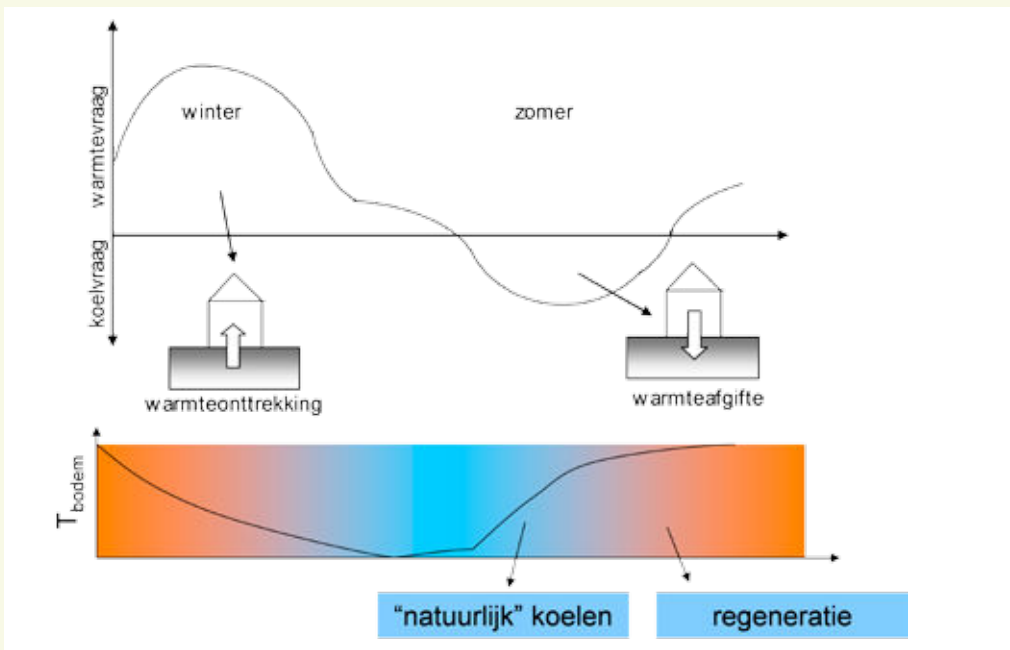 warmtevraag
koelvraag
winter
zomer
warmteonttrekking
warmteafgifte
T bodem
"natuurlijk" koelen
regeneratie